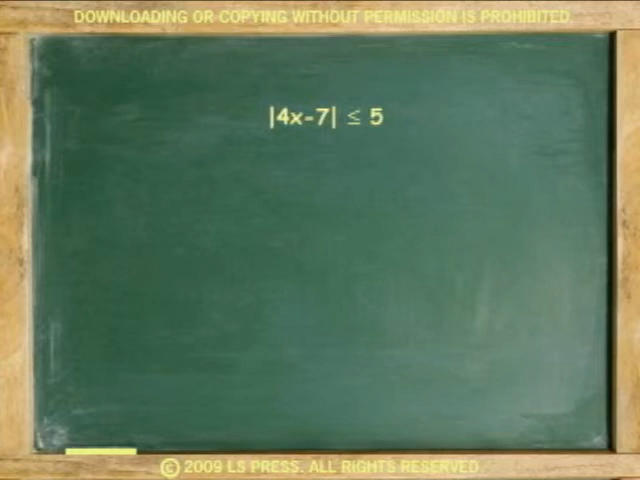 DOWNLOADING OR COPYING WITHOUT PERMISSION IS PROHIBITED.
|4x-7| ≤ 5
© 2009 LS PRESS. ALL RIGHTS RESERVED.